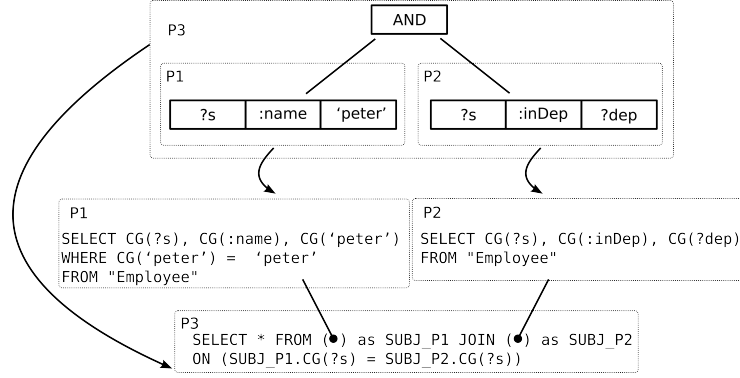 AND
P3
P1
?s :name ‘peter’
P2
?s :inDep ?dep
P1
SELECT CG(?s), CG(:name), CG(‘peter’)
WHERE CG(‘peter’) = ‘peter’
FROM "Employee"
P2
SELECT CG(?s), CG(:inDep), CG(?dep)
FROM "Employee"
P3
SELECT * FROM ( ) as SUBJ_P1 JOIN ( ) as SUBJ_P2
ON (SUBJ_P1.CG(?s) = SUBJ_P2.CG(?s))